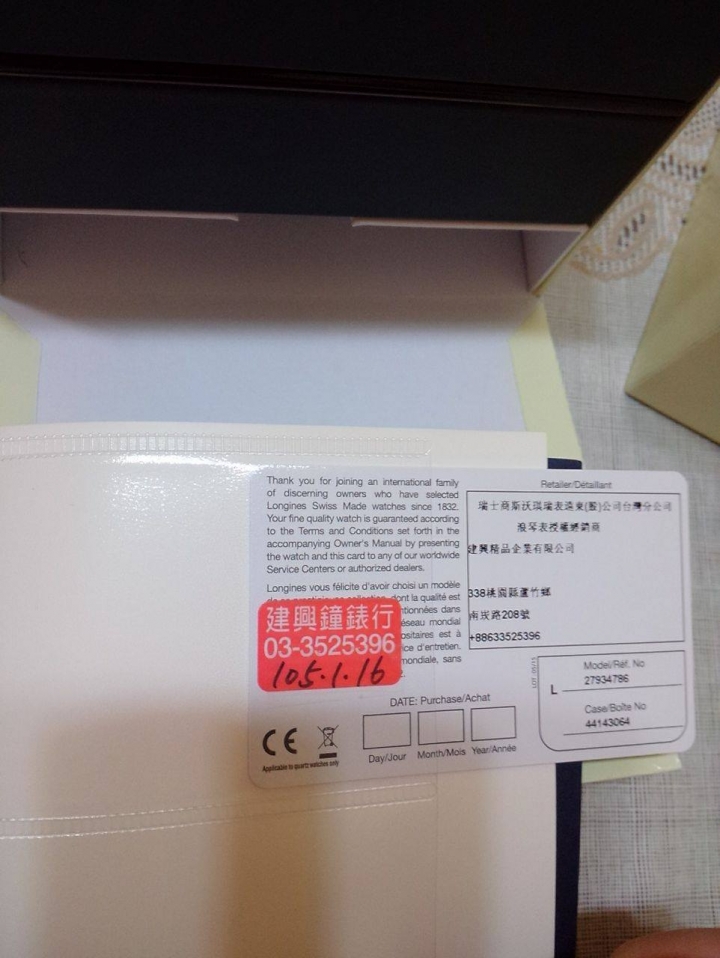 Thank you for joining an international family
of discerning owners who have selected
Longines Swiss Made watches since 1832.
Your fine quality watch is guaranteed according
to the Terms and Conditions set forth in the
accompanying Owner's Manual by presenting
the watch and this card to any of our worldwide
Service Centers or authorized dealers.
Longines vous félicite d'avoir choisi un modèle
dont la qualité est
tionnées dans
éseau mondial
ositaires est à
ice d'entretien.
mondiale, sans
建興鐘錶行
03-3525396
105.1.16
Retailer/Détaillant
瑞士商斯沃琪瑞表遠東(股)公司台灣分公司
浪琴表授權經銷商
建興精品企業有限公司
338桃園縣蘆竹鄉
南崁路208號
+88633525396
DATE: Purchase/Achat
Day/Jour Month/Mois Year/Année
CE
Applicable to quartz watches only
Model/Réf. No
L 27934786
Case/Boîte No
44143064